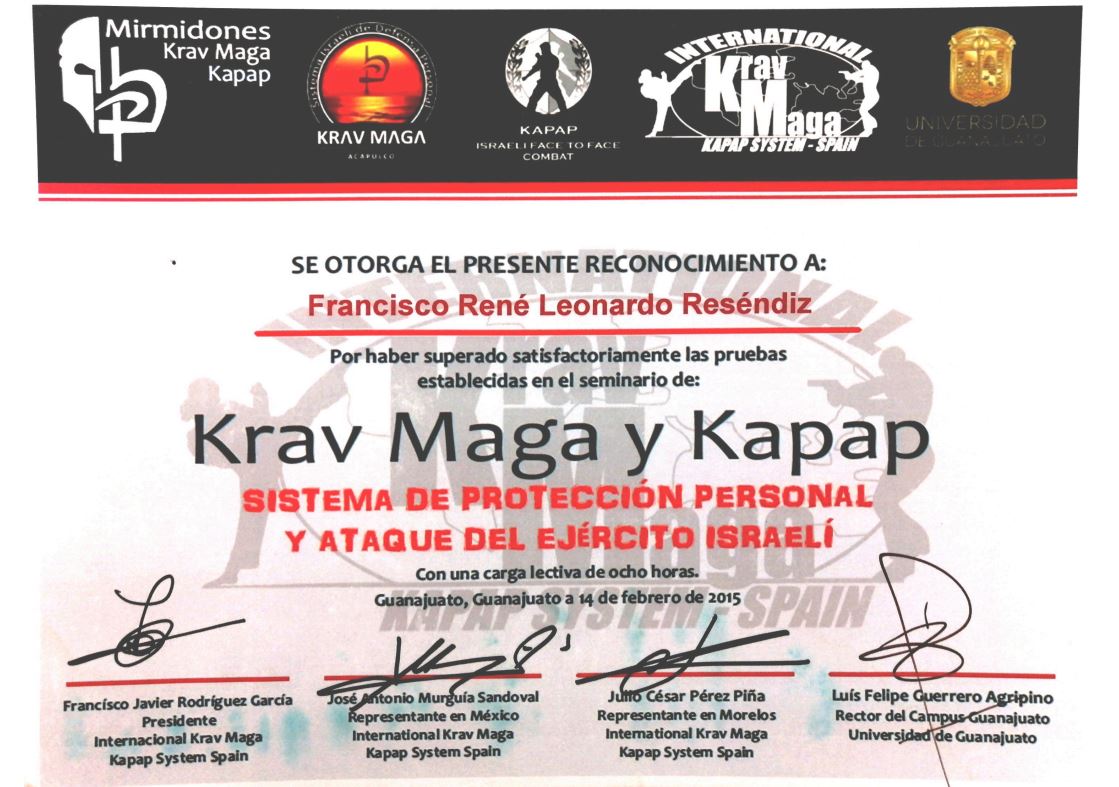 Mirmidones
Krav Maga
Kapap
Sistema Israelí de Defensa Personal
KRAV MAGA
ACAPULCO
KAPAP
ISRAELI FACE TO FACE
COMBAT
INTERNATIONAL
Krav
Maga
KAPAP SYSTEM - SPAIN
UNIVERSIDAD
DE GUANAJUATO
SE OTORGA EL PRESENTE RECONOCIMIENTO A:
Francisco René Leonardo Reséndiz
Por haber superado satisfactoriamente las pruebas
establecidas en el seminario de:
Krav Maga y Kapap
SISTEMA DE PROTECCIÓN PERSONAL
Y ATAQUE DEL EJÉRCITO ISRAELÍ
Con una carga lectiva de ocho horas.
Guanajuato, Guanajuato a 14 de febrero de 2015
INTERNATIONAL
Krav
Maga
KAPAP SYSTEM - SPAIN
Francisco Javier Rodríguez García
Presidente
Internacional Krav Maga
Kapap System Spain
José Antonio Murguía Sandoval
Representante en México
International Krav Maga
Kapap System Spain
Julio César Pérez Piña
Representante en Morelos
International Krav Maga
Kapap System Spain
Luís Felipe Guerrero Agripino
Rector del Campus Guanajuato
Universidad de Guanajuato